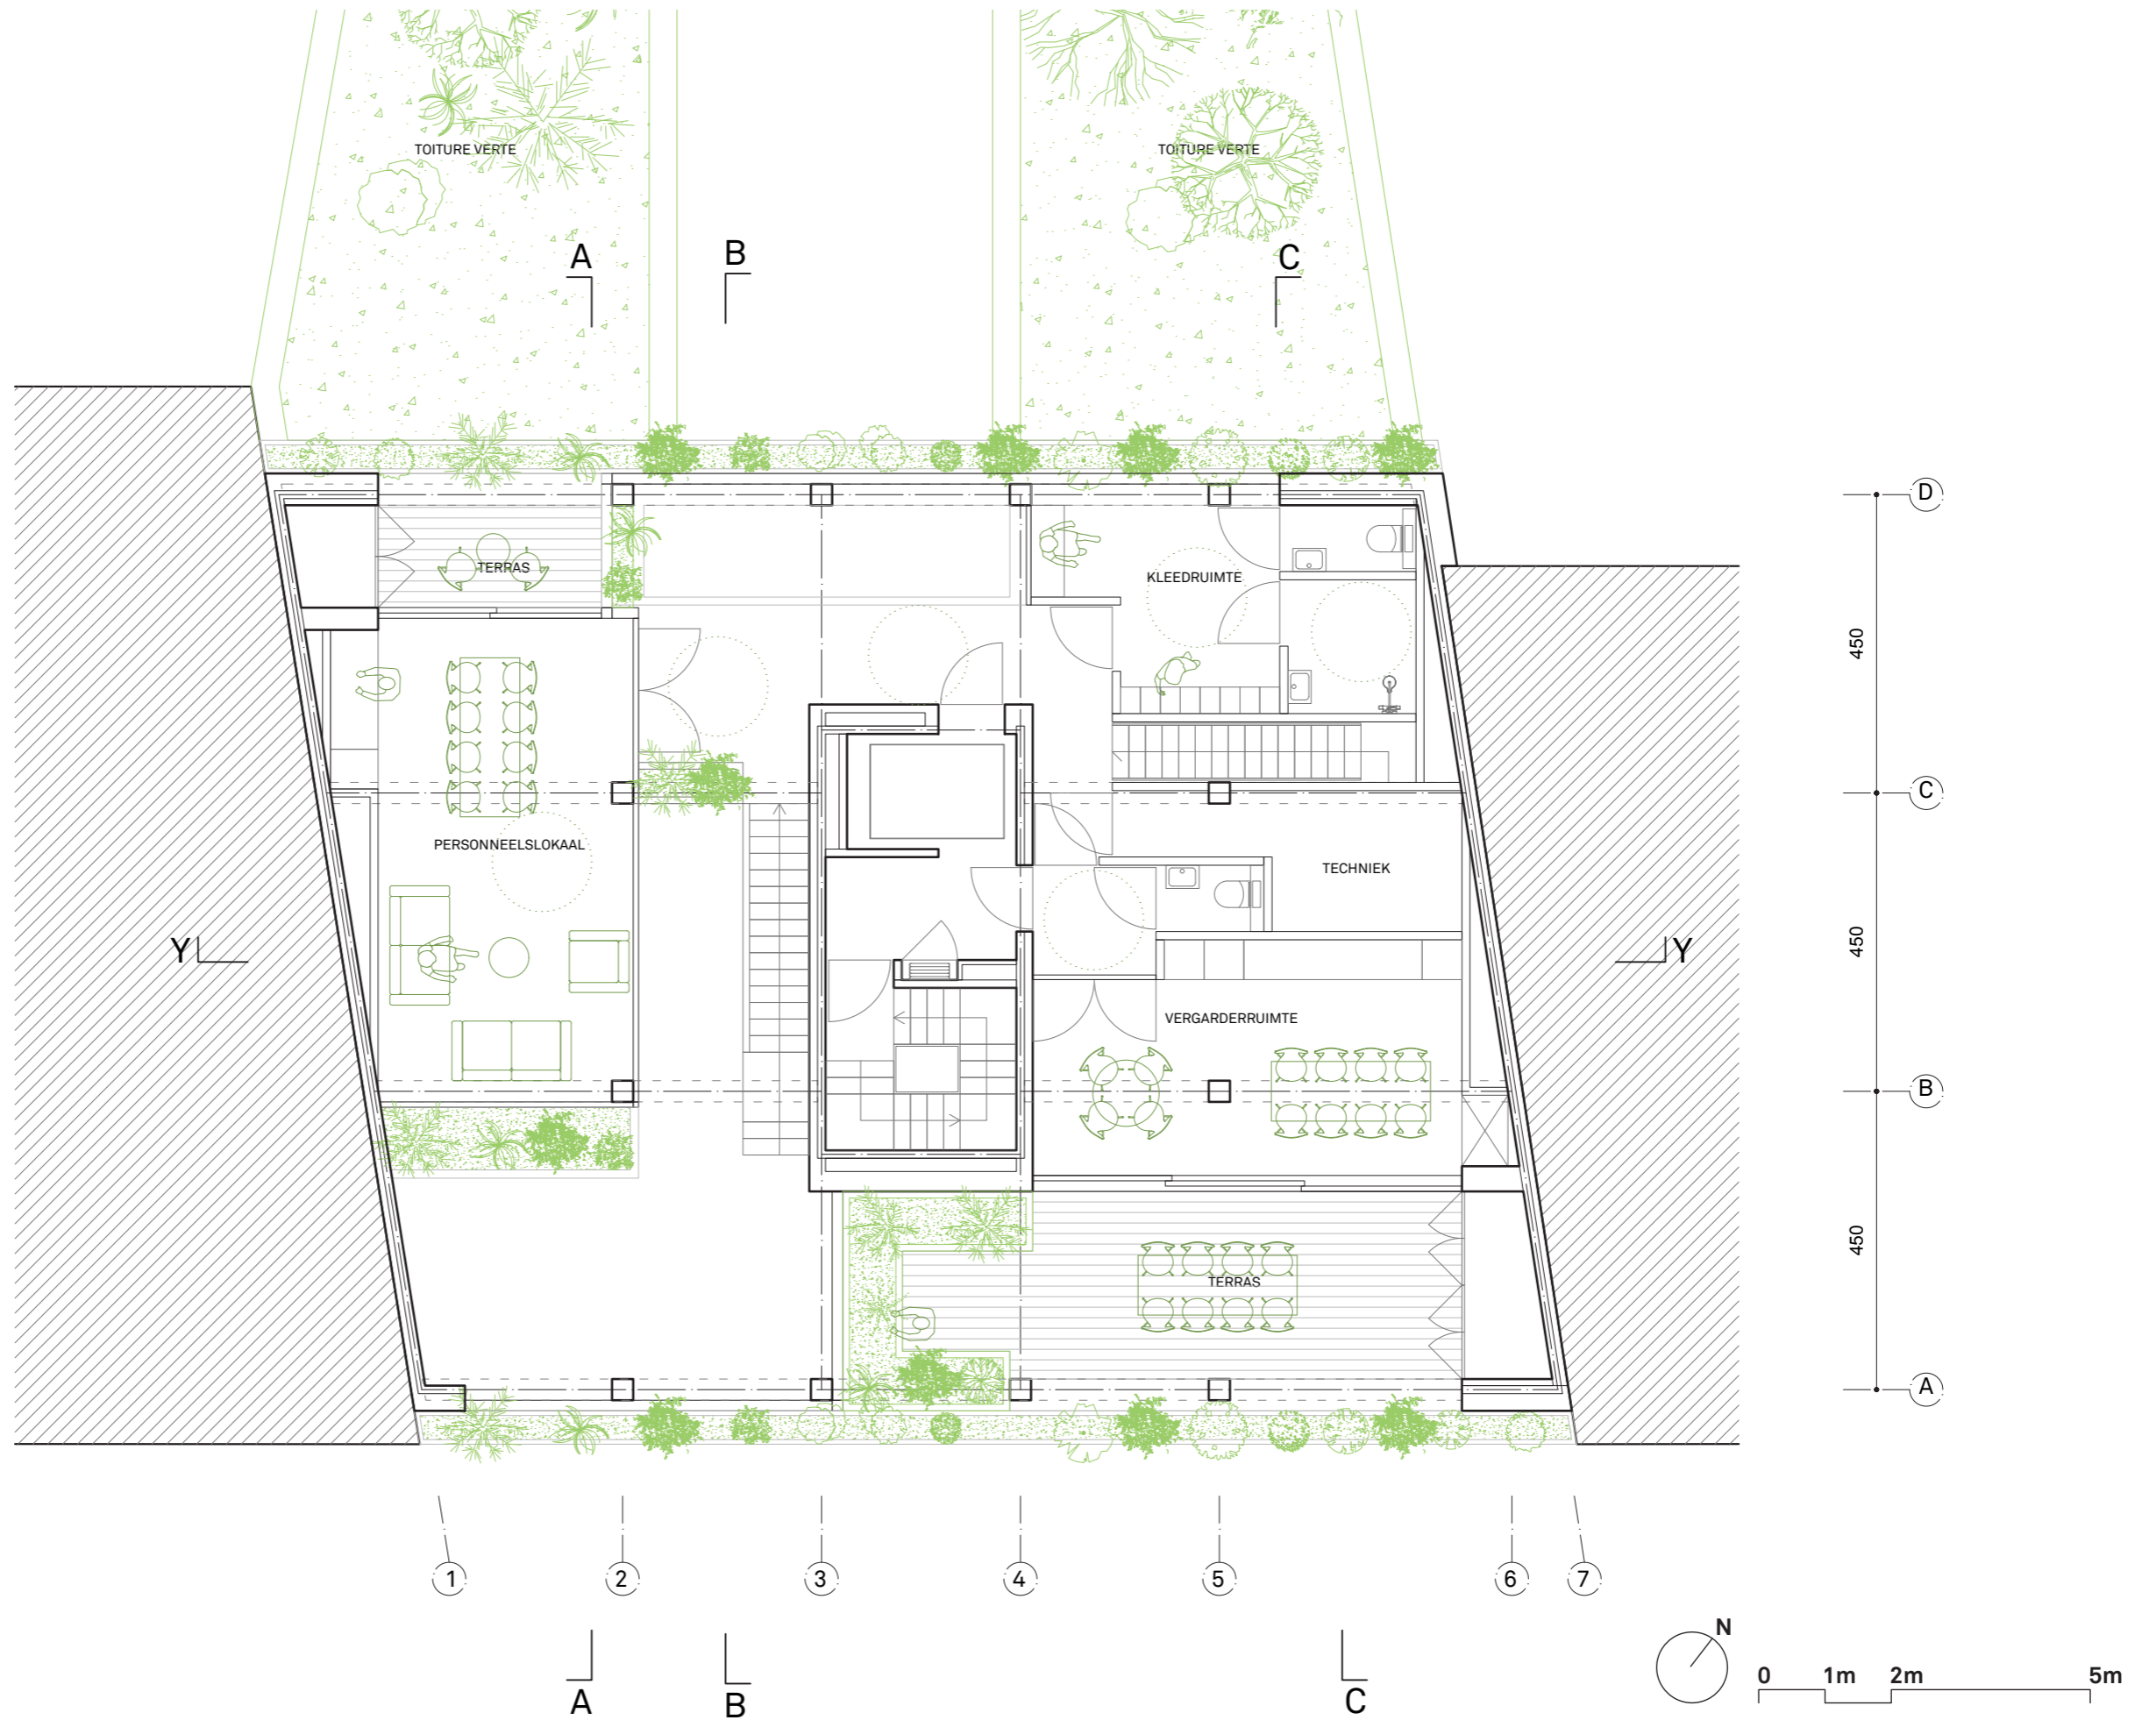 TOITURE VERTE
TOITURE VERTE
A
B
C
D
TERRAS
KLEEDRUIMTE
450
C
PERSONNEELSLOKAAL
TECHNIEK
Y
450
Y
VERGARDERRUIMTE
B
450
TERRAS
A
1
2
3
4
5
6
7
N
0
1m
2m
5m
A
B
C